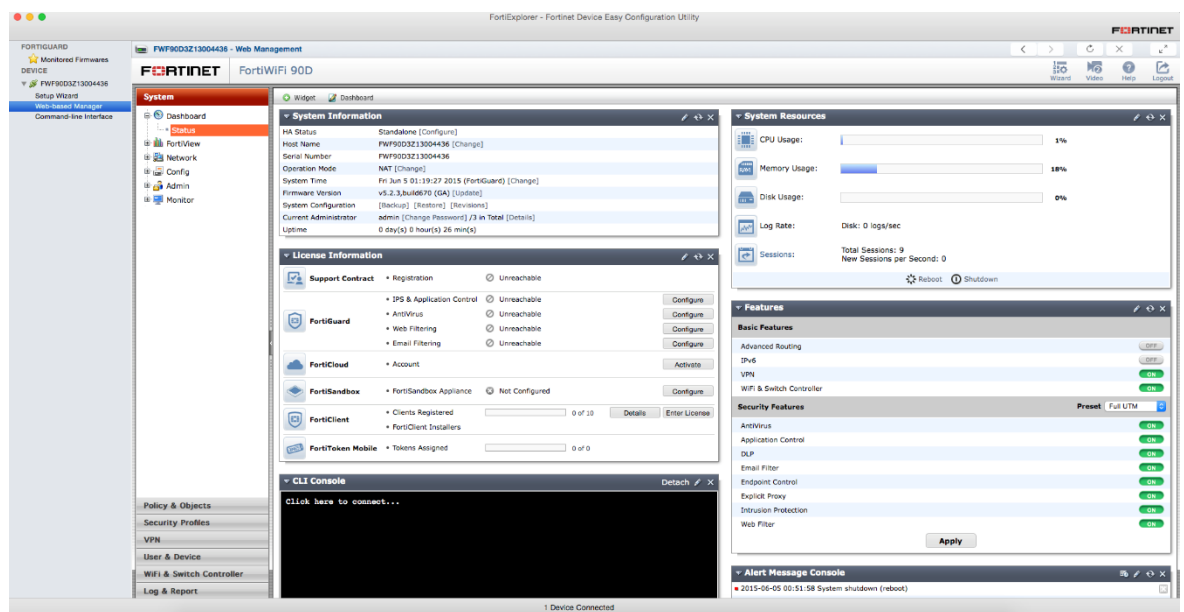 FortiExplorer - Fortinet Device Easy Configuration Utility
FORTINET
FORTIGUARD
Monitored Firmwares
DEVICE
FWF90D3Z13004436
Setup Wizard
Web-based Manager
Command-line Interface
FWF90D3Z13004436 - Web Management
FORTINET FortiWiFi 90D
Wizard Video Help Logout
System
Dashboard
Status
FortiView
Network
Config
Admin
Monitor
Policy & Objects
Security Profiles
VPN
User & Device
WiFi & Switch Controller
Log & Report
Widget Dashboard
System Information
HA Status Standalone [Configure]
Host Name FWF90D3Z13004436 [Change]
Serial Number FWF90D3Z13004436
Operation Mode NAT [Change]
System Time Fri Jun 5 01:19:27 2015 (FortiGuard) [Change]
Firmware Version v5.2.3,build670 (GA) [Update]
System Configuration [Backup] [Restore] [Revisions]
Current Administrator admin [Change Password] /3 in Total [Details]
Uptime 0 day(s) 0 hour(s) 26 min(s)
License Information
Support Contract • Registration Unreachable
FortiGuard
• IPS & Application Control Unreachable Configure
• AntiVirus Unreachable Configure
• Web Filtering Unreachable Configure
• Email Filtering Unreachable Configure
FortiCloud • Account Activate
FortiSandbox • FortiSandbox Appliance Not Configured Configure
FortiClient
• Clients Registered 0 of 10 Details Enter License
• FortiClient Installers
FortiToken Mobile • Tokens Assigned 0 of 0
CLI Console Detach
Click here to connect...
System Resources
CPU Usage: 1%
Memory Usage: 18%
Disk Usage: 0%
Log Rate: Disk: 0 logs/sec
Sessions:
Total Sessions: 9
New Sessions per Second: 0
Reboot Shutdown
Features
Basic Features
Advanced Routing OFF
IPv6 OFF
VPN ON
WiFi & Switch Controller ON
Security Features Preset Full UTM
AntiVirus ON
Application Control ON
DLP ON
Email Filter ON
Endpoint Control ON
Explicit Proxy ON
Intrusion Protection ON
Web Filter ON
Apply
Alert Message Console
2015-06-05 00:51:58 System shutdown (reboot)
1 Device Connected